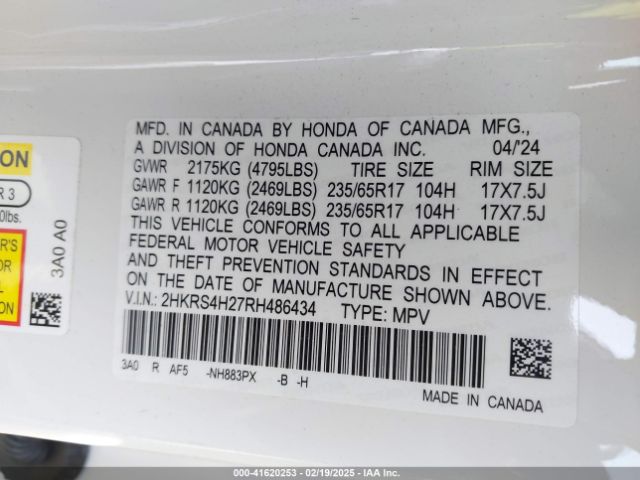 MFD. IN CANADA BY HONDA OF CANADA MFG.,
A DIVISION OF HONDA CANADA INC. 04/'24
GVWR 2175KG (4795LBS) TIRE SIZE RIM SIZE
GAWR F 1120KG (2469LBS) 235/65R17 104H 17X7.5J
GAWR R 1120KG (2469LBS) 235/65R17 104H 17X7.5J
THIS VEHICLE CONFORMS TO ALL APPLICABLE
FEDERAL MOTOR VEHICLE SAFETY
AND THEFT PREVENTION STANDARDS IN EFFECT
ON THE DATE OF MANUFACTURE SHOWN ABOVE.
V.I.N.: 2HKRS4H27RH486434 TYPE: MPV
3A0 R AF5 -NH883PX -B -H
MADE IN CANADA
ION
R 3
0lbs.
R'S
OR
L
3A0 A0
000-41620253 - 02/19/2025 - IAA Inc.